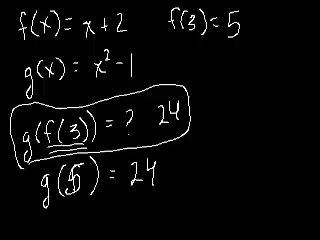 f(x) = x + 2 f(3) = 5
g(x) = x² - 1
g(f(3)) = ? 24
g(5) = 24